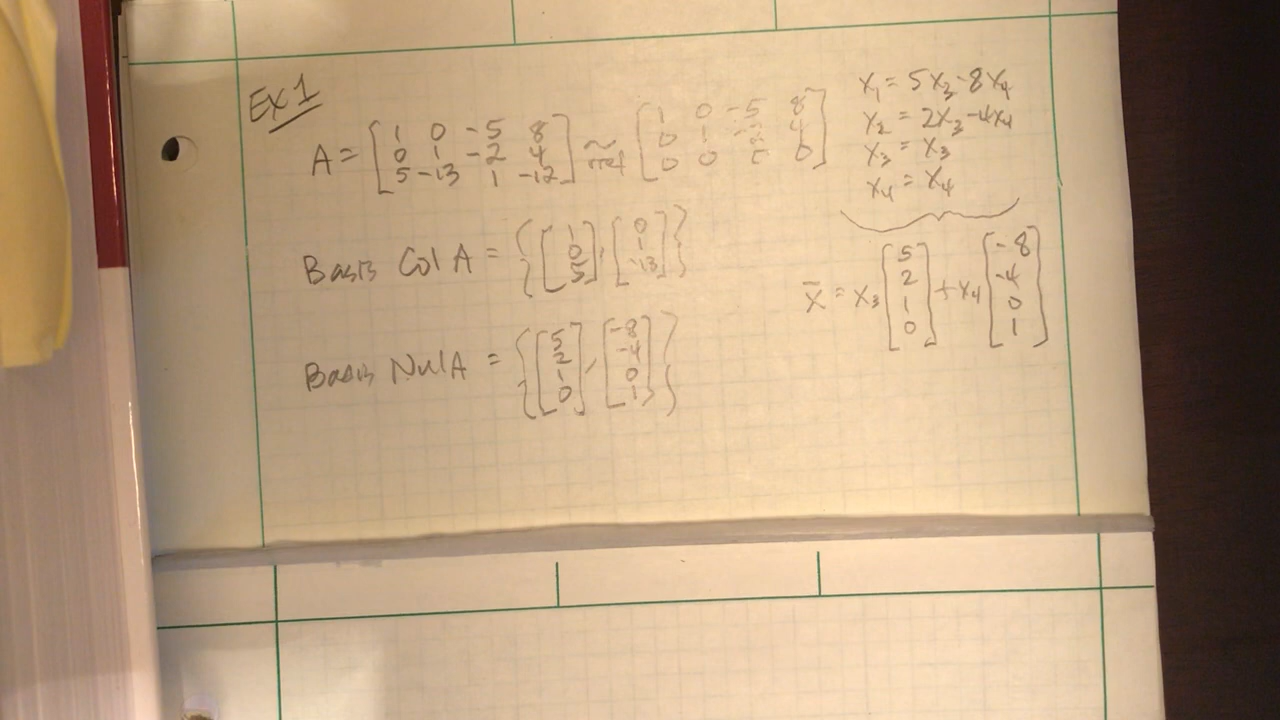 Ex 1
A = [1 0 -5 8; 0 1 -2 4; 5 -13 1 -12] ~ rref [1 0 -5 8; 0 1 -2 4; 0 0 0 0]
x₁ = 5x₃ - 8x₄
x₂ = 2x₃ - 4x₄
x₃ = x₃
x₄ = x₄
Basis Col A = {[1; 0; 5], [0; 1; -13]}
x̄ = x₃[5; 2; 1; 0] + x₄[-8; -4; 0; 1]
Basis Nul A = {[5; 2; 1; 0], [-8; -4; 0; 1]}